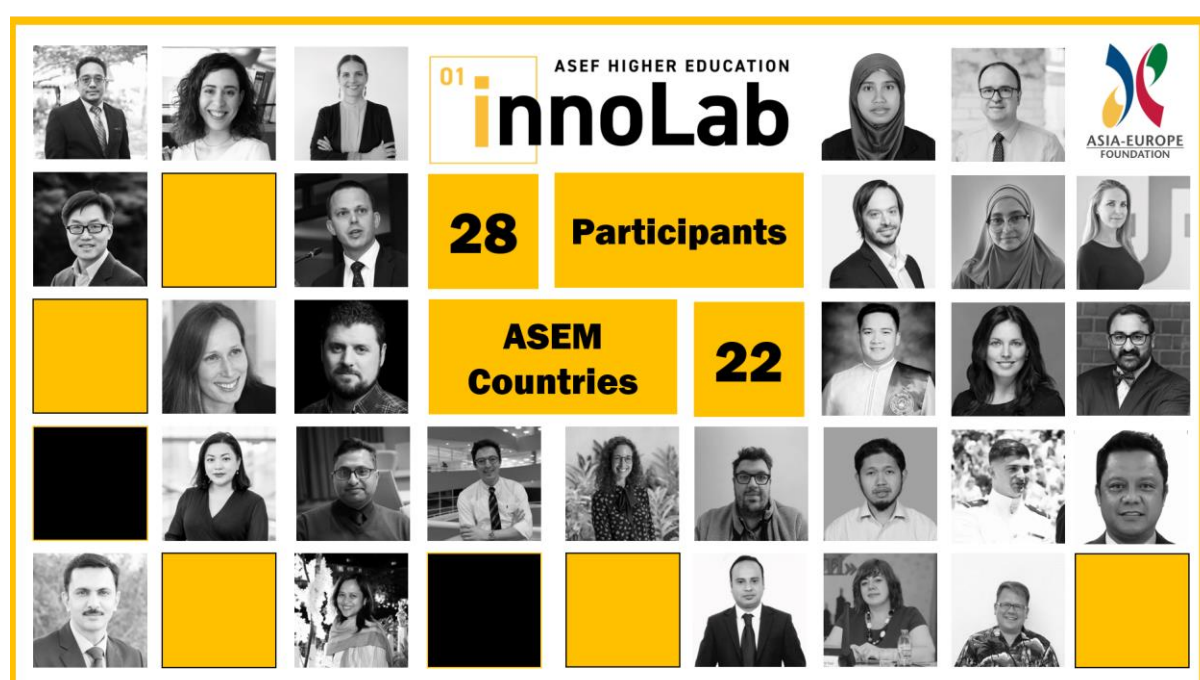 01
ASEF HIGHER EDUCATION
innoLab
ASIA-EUROPE
FOUNDATION
28
Participants
ASEM
Countries
22